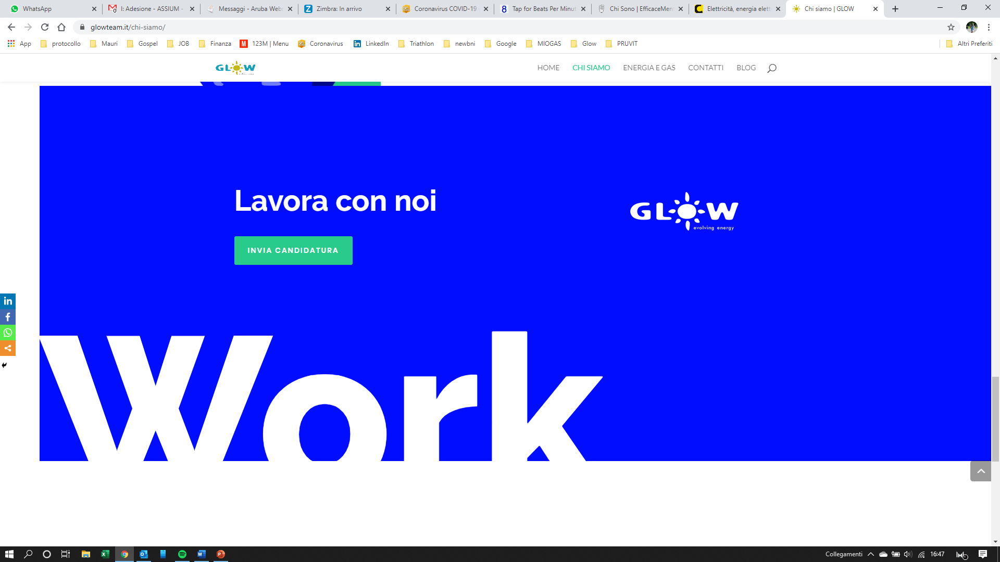 WhatsApp
I: Adesione - ASSIUM -
Messaggi - Aruba Web
Zimbra: In arrivo
Coronavirus COVID-19
Tap for Beats Per Minut
Chi Sono | EfficaceMen
Elettricità, energia elett
Chi siamo | GLOW
glowteam.it/chi-siamo/
App
protocollo
Mauri
Gospel
JOB
Finanza
123M | Menu
Coronavirus
LinkedIn
Triathlon
newbni
Google
MIOGAS
Glow
PRUVIT
Altri Preferiti
GLOW
HOME
CHI SIAMO
ENERGIA E GAS
CONTATTI
BLOG
Lavora con noi
GLOW
evolving energy
INVIA CANDIDATURA
Work
Collegamenti
16:47